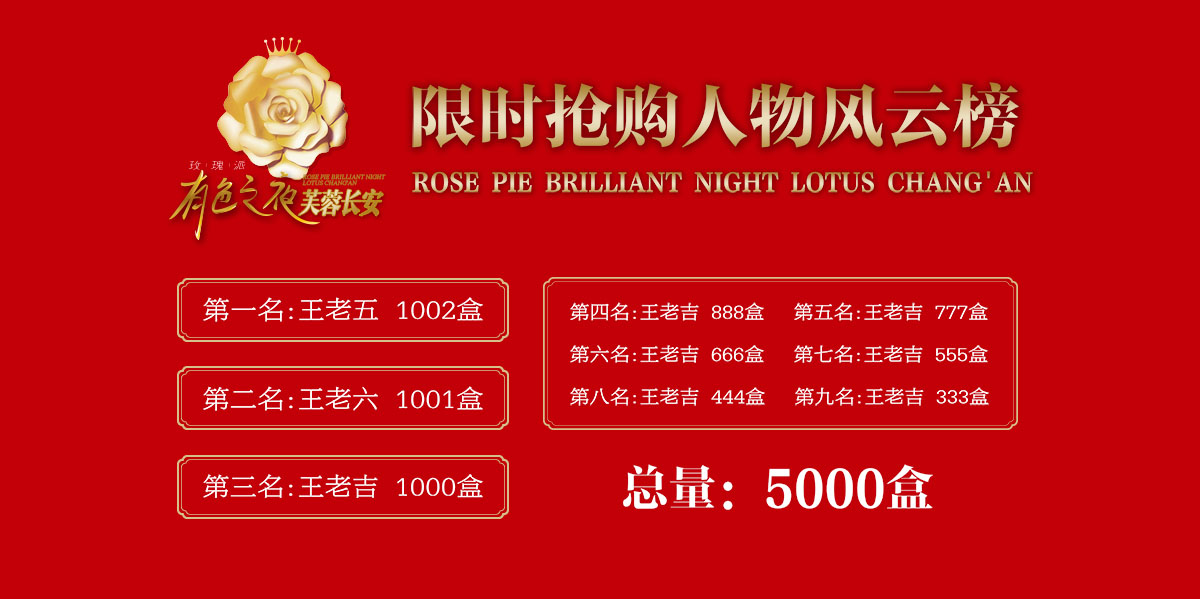 限时抢购人物风云榜
ROSE PIE BRILLIANT NIGHT LOTUS CHANG'AN
玫·瑰·派
有色之夜
ROSE PIE BRILLIANT NIGHT
LOTUS CHANG'AN
芙蓉长安
第一名:王老五 1002盒
第二名:王老六 1001盒
第三名:王老吉 1000盒
第四名:王老吉 888盒 第五名:王老吉 777盒
第六名:王老吉 666盒 第七名:王老吉 555盒
第八名:王老吉 444盒 第九名:王老吉 333盒
总量：5000盒